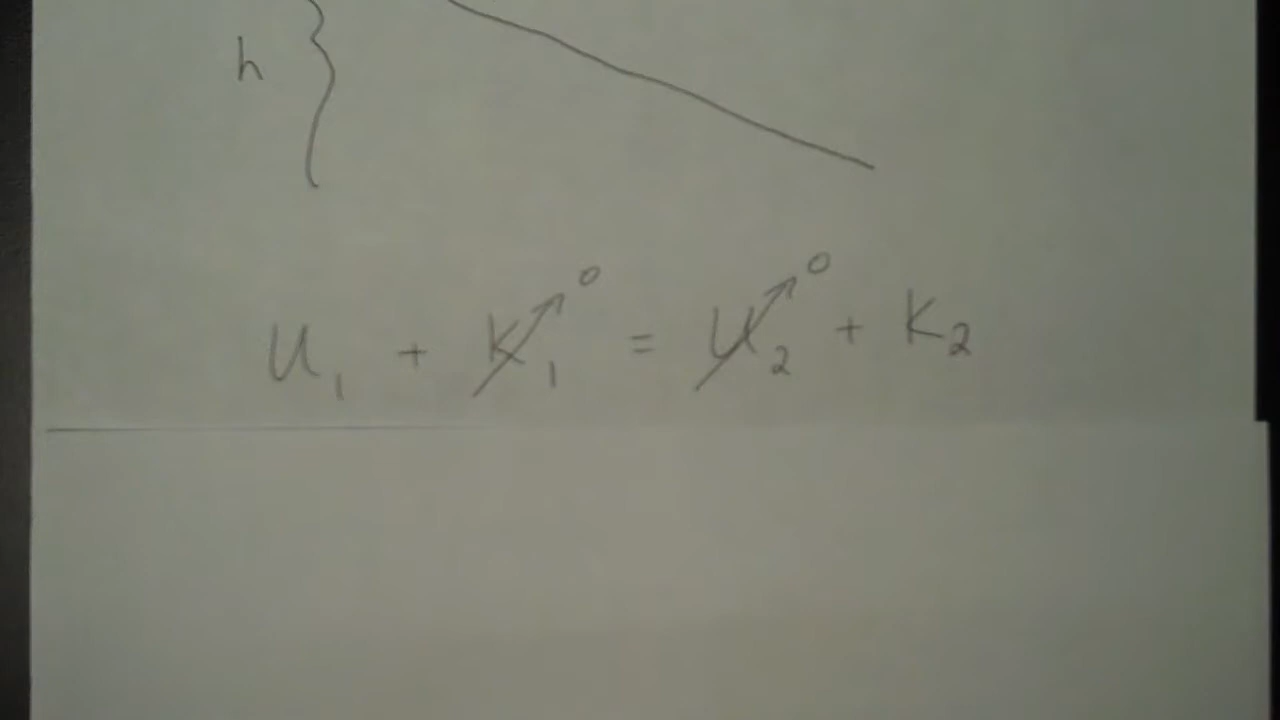 h
U₁ + K₁↗0 = U₂↗0 + K₂